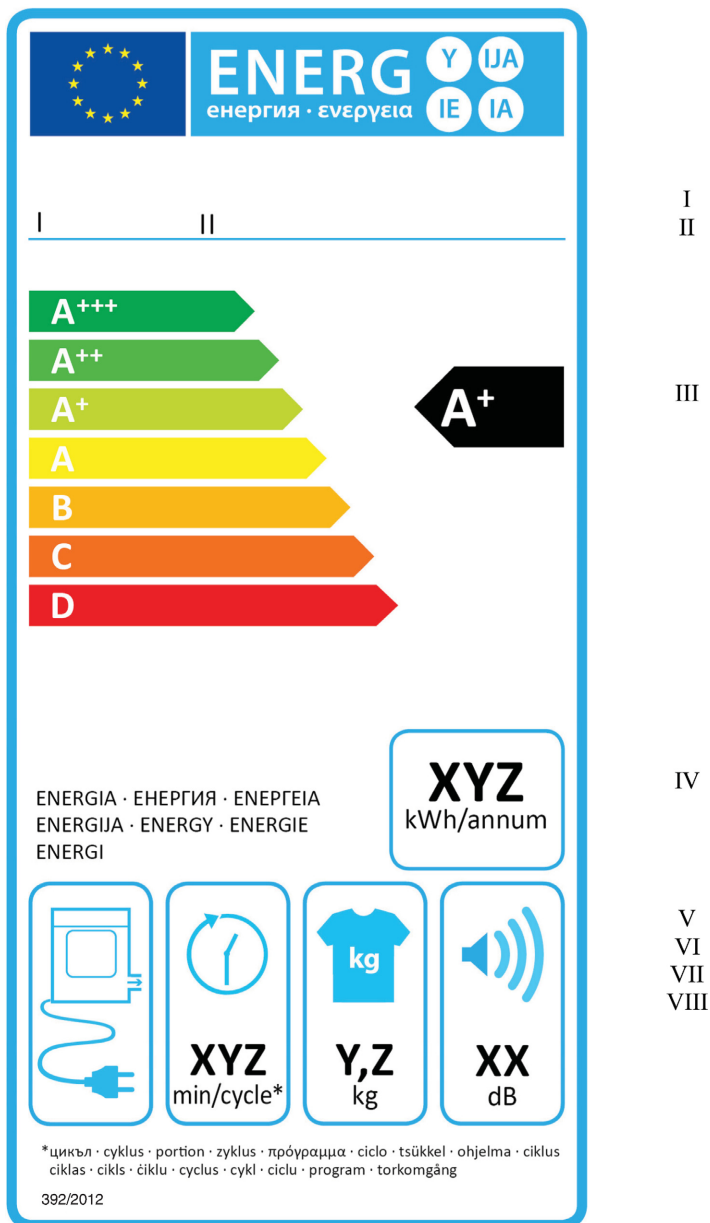 ENERG Y IJA
енергия · ενεργεια IE IA
I
II
I II
A+++
A++
A+ A+ III
A
B
C
D
XYZ IV
kWh/annum
ENERGIA · ЕНЕРГИЯ · ΕΝΕΡΓΕΙΑ
ENERGIJA · ENERGY · ENERGIE
ENERGI
V
VI
VII
VIII
kg
XYZ Y,Z XX
min/cycle* kg dB
*цикъл · cyklus · portion · zyklus · πρόγραμμα · ciclo · tsükkel · ohjelma · ciklus
ciklas · cikls · ċiklu · cyclus · cykl · ciclu · program · torkomgång
392/2012